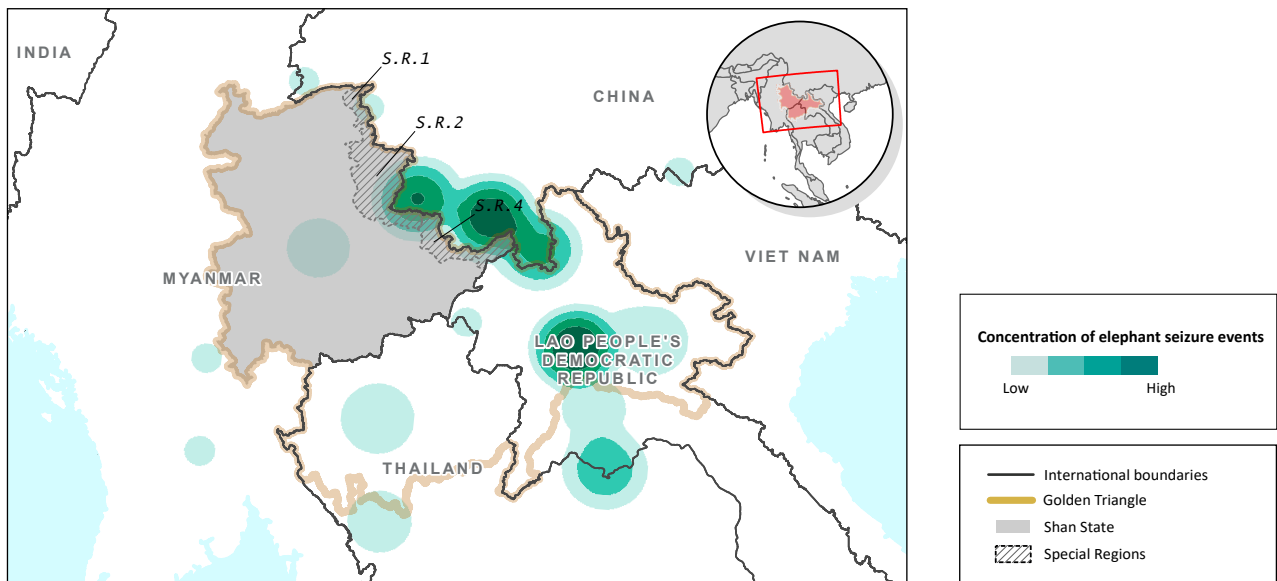 INDIA
S.R.1
CHINA
S.R.2
S.R.4
VIET NAM
MYANMAR
LAO PEOPLE'S
DEMOCRATIC
REPUBLIC
THAILAND
Concentration of elephant seizure events
Low High
International boundaries
Golden Triangle
Shan State
Special Regions